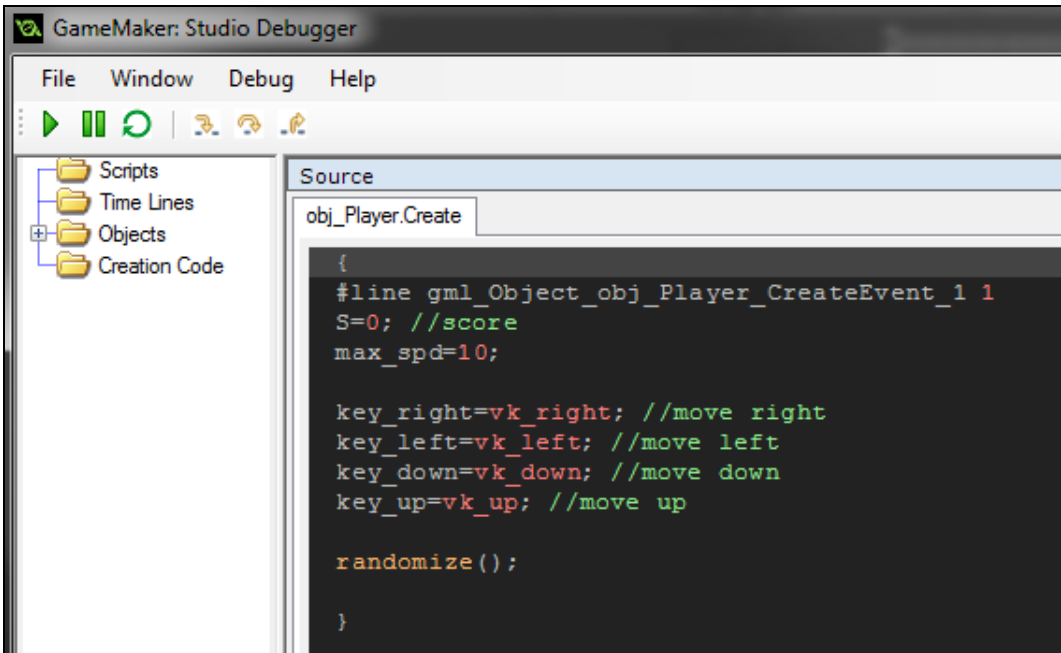 GameMaker: Studio Debugger
File Window Debug Help
Scripts
Time Lines
Objects
Creation Code
Source
obj_Player.Create
{
#line gml_Object_obj_Player_CreateEvent_1 1
S=0; //score
max_spd=10;
key_right=vk_right; //move right
key_left=vk_left; //move left
key_down=vk_down; //move down
key_up=vk_up; //move up
randomize();
}